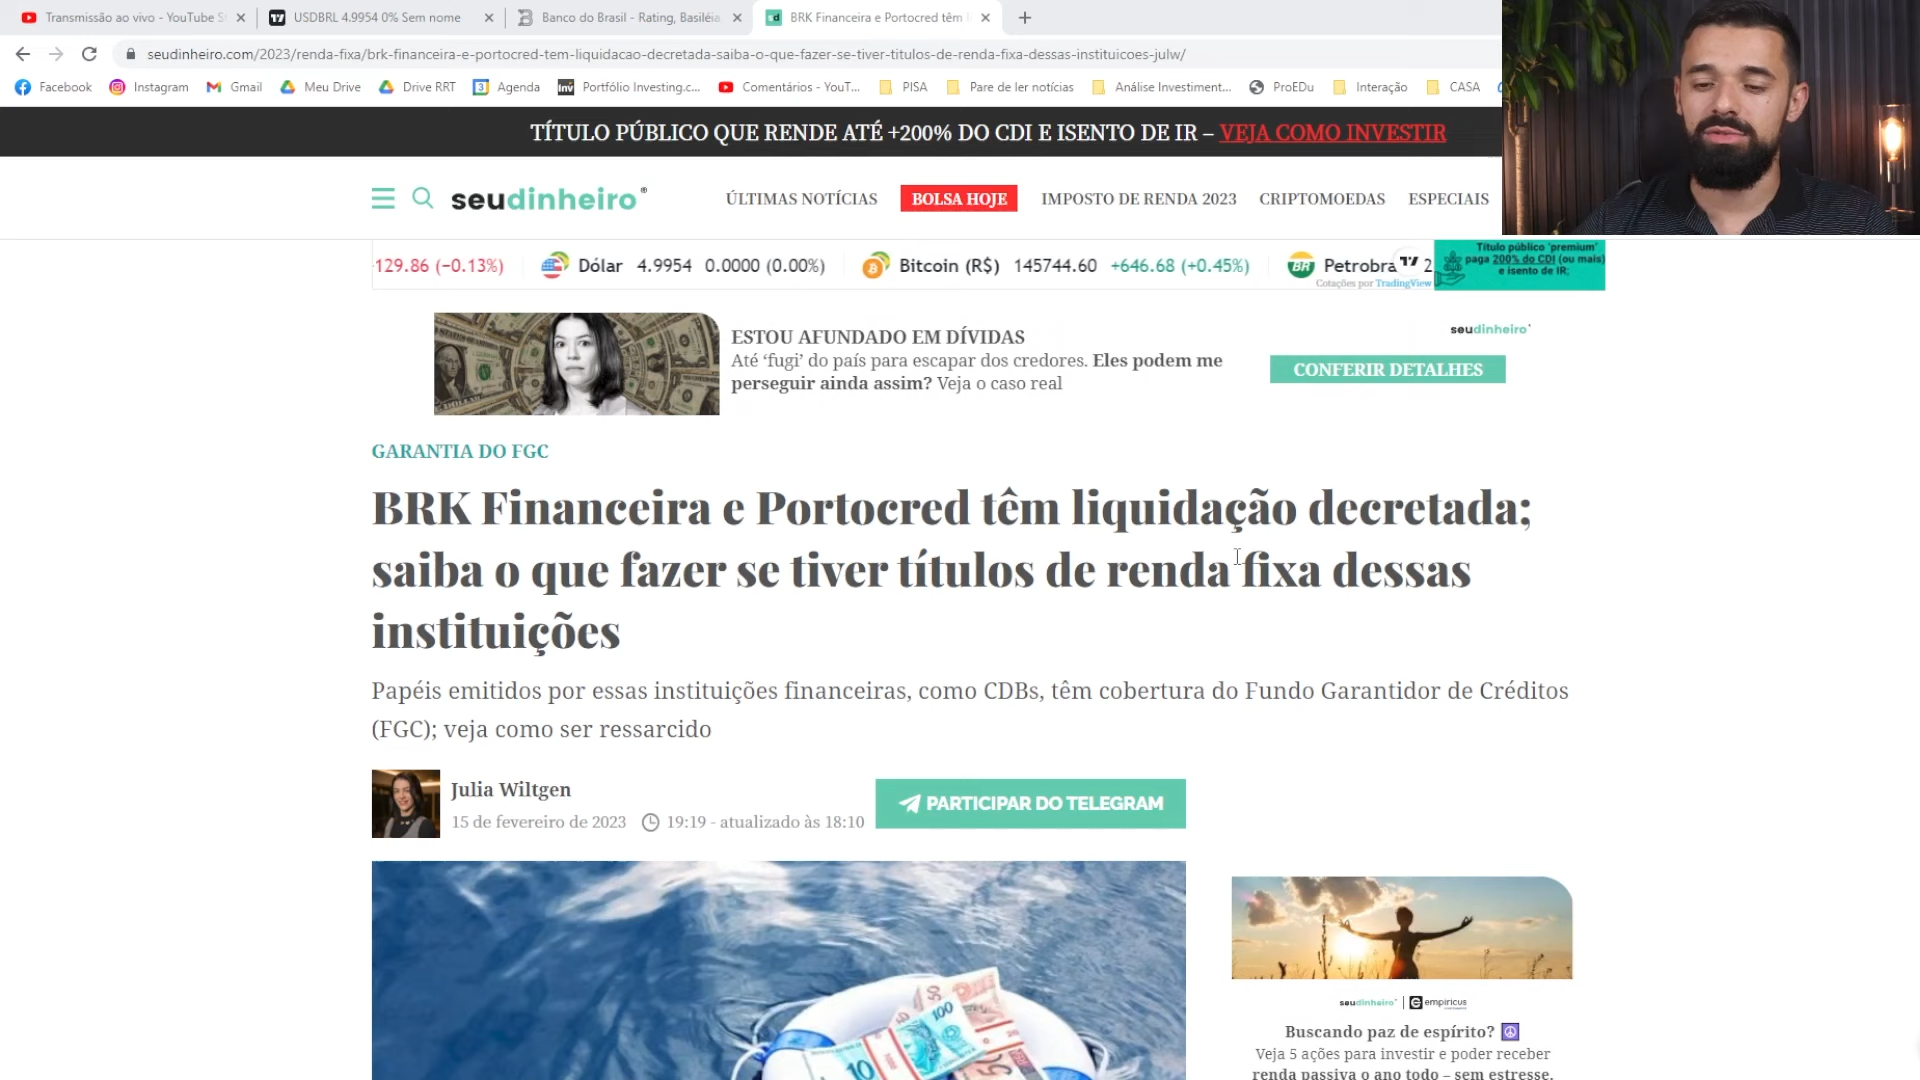 Transmissão ao vivo - YouTube S
USDBRL 4.9954 0% Sem nome
Banco do Brasil - Rating, Basiléia
BRK Financeira e Portocred têm
seudinheiro.com/2023/renda-fixa/brk-financeira-e-portocred-tem-liquidacao-decretada-saiba-o-que-fazer-se-tiver-titulos-de-renda-fixa-dessas-instituicoes-julw/
Facebook
Instagram
Gmail
Meu Drive
Drive RRT
Agenda
Portfólio Investing.c...
Comentários - YouT...
PISA
Pare de ler notícias
Análise Investiment...
ProEdu
Interação
CASA
TÍTULO PÚBLICO QUE RENDE ATÉ +200% DO CDI E ISENTO DE IR – VEJA COMO INVESTIR
seudinheiro
ÚLTIMAS NOTÍCIAS
BOLSA HOJE
IMPOSTO DE RENDA 2023
CRIPTOMOEDAS
ESPECIAIS
129.86 (−0.13%)
Dólar 4.9954 0.0000 (0.00%)
Bitcoin (R$) 145744.60 +646.68 (+0.45%)
BR Petrobra 2
Cotações por TradingView
Título público 'premium'
paga 200% do CDI (ou mais)
e isento de IR;
ESTOU AFUNDADO EM DÍVIDAS
Até ‘fugi’ do país para escapar dos credores. Eles podem me
perseguir ainda assim? Veja o caso real
seudinheiro
CONFERIR DETALHES
GARANTIA DO FGC
BRK Financeira e Portocred têm liquidação decretada;
saiba o que fazer se tiver títulos de renda fixa dessas
instituições
Papéis emitidos por essas instituições financeiras, como CDBs, têm cobertura do Fundo Garantidor de Créditos
(FGC); veja como ser ressarcido
Julia Wiltgen
15 de fevereiro de 2023 19:19 - atualizado às 18:10
PARTICIPAR DO TELEGRAM
50
100
10
seudinheiro | empiricus
Buscando paz de espírito?
Veja 5 ações para investir e poder receber
renda passiva o ano todo – sem estresse.